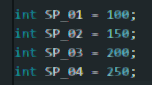 int SP_01 = 100;
int SP_02 = 150;
int SP_03 = 200;
int SP_04 = 250;